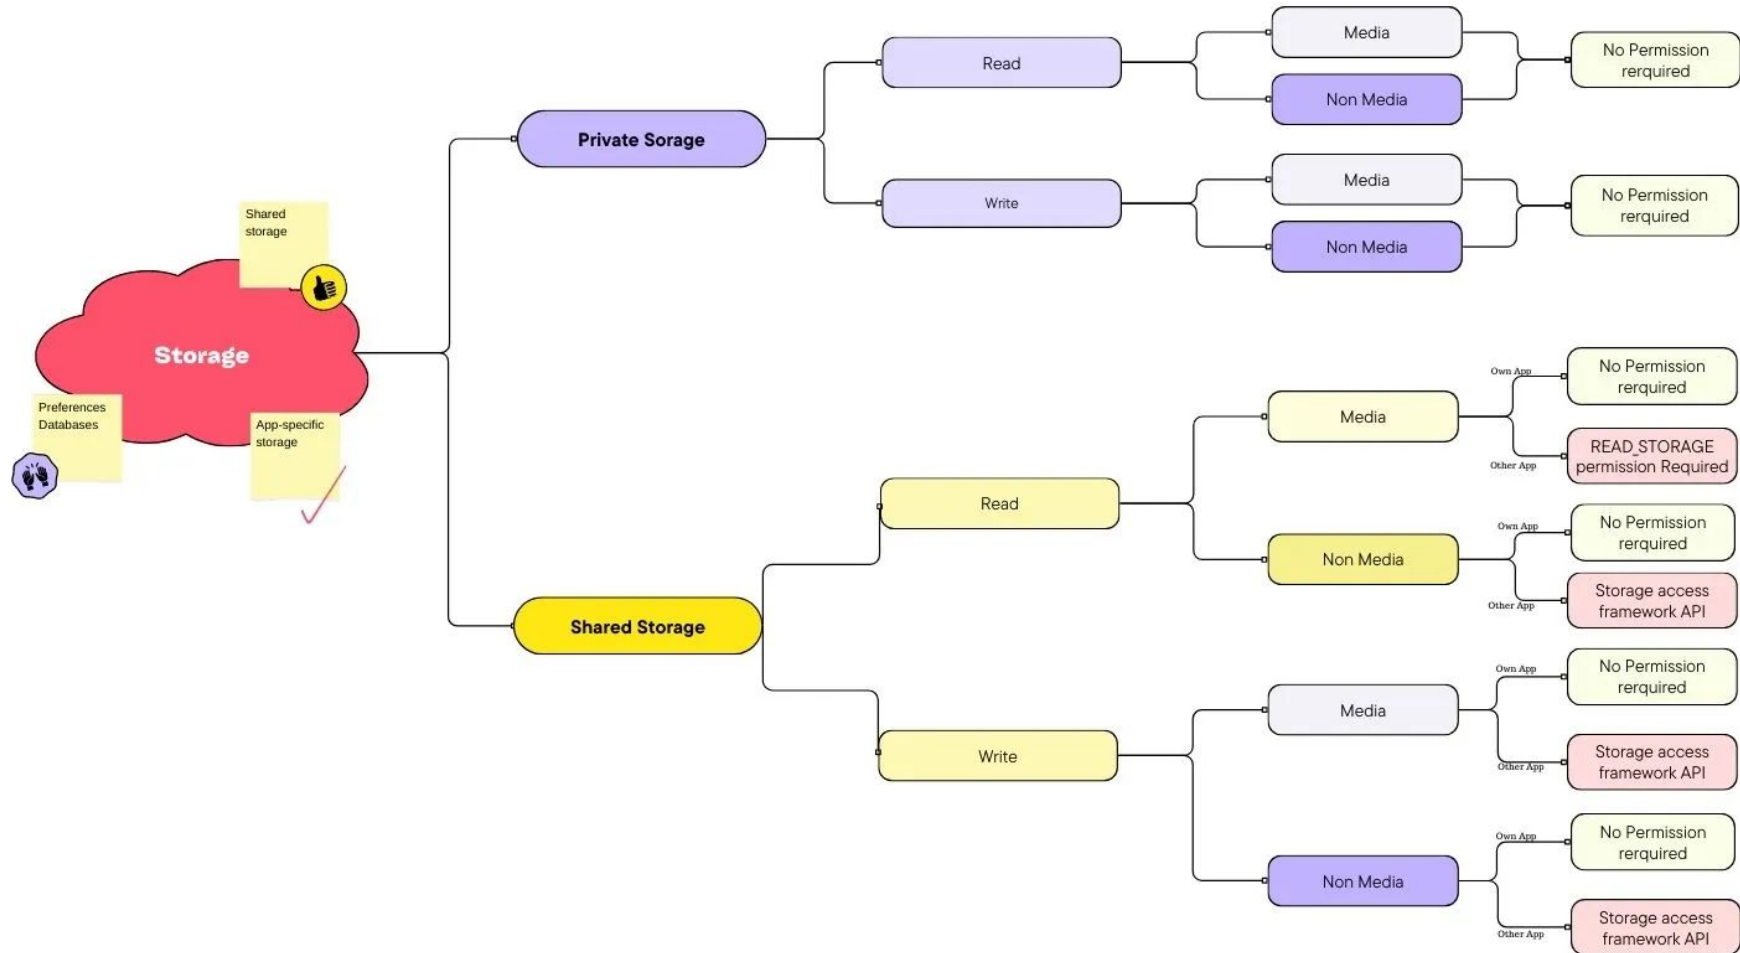 Media
No Permission
rerquired
Read
Non Media
Private Sorage
Media
No Permission
rerquired
Write
Non Media
Shared
storage
Storage
Preferences
Databases
App-specific
storage
Own App
No Permission
rerquired
Media
READ_STORAGE
permission Required
Other App
Read
Own App
No Permission
rerquired
Non Media
Storage access
framework API
Other App
Shared Storage
Own App
No Permission
rerquired
Media
Storage access
framework API
Other App
Write
Own App
No Permission
rerquired
Non Media
Storage access
framework API
Other App